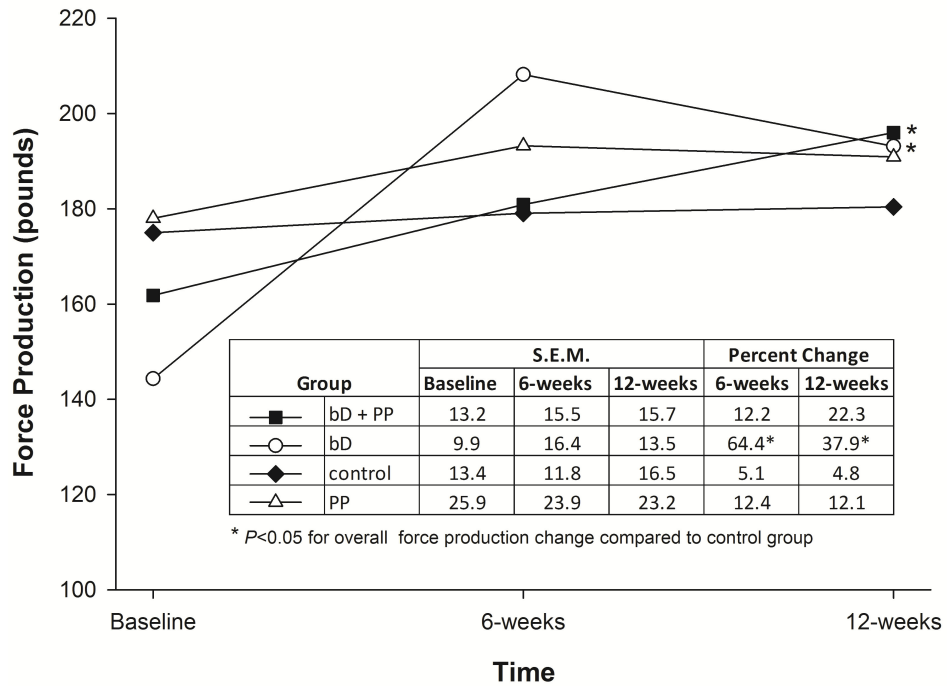 220
200
180
160
140
120
100
Force Production (pounds)
* 
*
S.E.M. Percent Change
Group Baseline 6-weeks 12-weeks 6-weeks 12-weeks
bD + PP 13.2 15.5 15.7 12.2 22.3
bD 9.9 16.4 13.5 64.4* 37.9*
control 13.4 11.8 16.5 5.1 4.8
PP 25.9 23.9 23.2 12.4 12.1
* P<0.05 for overall force production change compared to control group
Baseline 6-weeks 12-weeks
Time